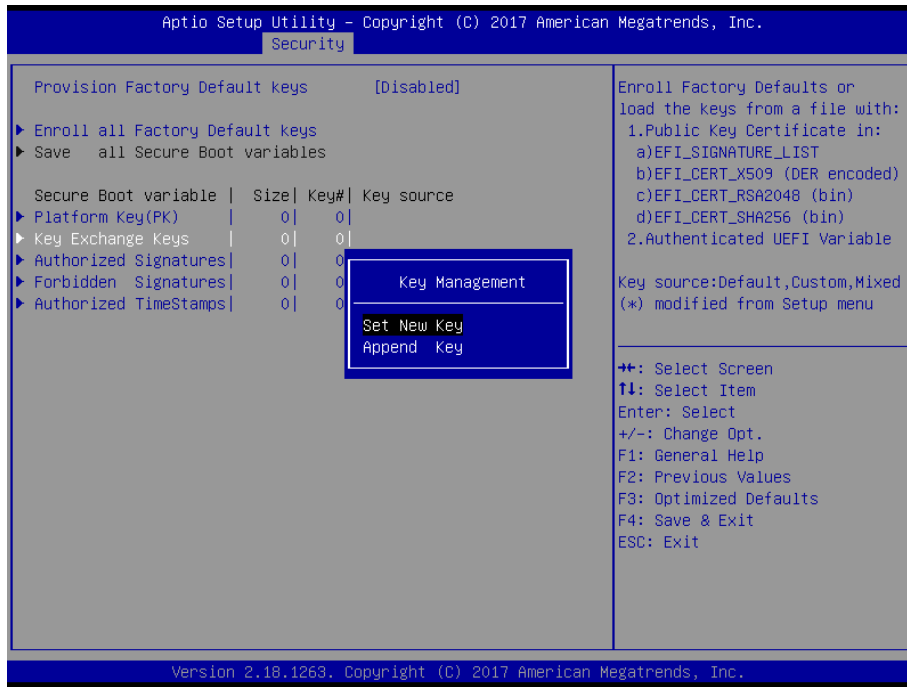 Aptio Setup Utility – Copyright (C) 2017 American Megatrends, Inc.
Security
Provision Factory Default keys [Disabled]
Enroll all Factory Default keys
Save all Secure Boot variables
Secure Boot variable | Size| Key#| Key source
Platform Key(PK) | 0| 0|
Key Exchange Keys | 0| 0|
Authorized Signatures| 0| 0
Forbidden Signatures| 0| 0
Authorized TimeStamps| 0| 0
Key Management
Set New Key
Append Key
Enroll Factory Defaults or
load the keys from a file with:
1.Public Key Certificate in:
a)EFI_SIGNATURE_LIST
b)EFI_CERT_X509 (DER encoded)
c)EFI_CERT_RSA2048 (bin)
d)EFI_CERT_SHA256 (bin)
2.Authenticated UEFI Variable
Key source:Default,Custom,Mixed
(*) modified from Setup menu
→←: Select Screen
↑↓: Select Item
Enter: Select
+/-: Change Opt.
F1: General Help
F2: Previous Values
F3: Optimized Defaults
F4: Save & Exit
ESC: Exit
Version 2.18.1263. Copyright (C) 2017 American Megatrends, Inc.